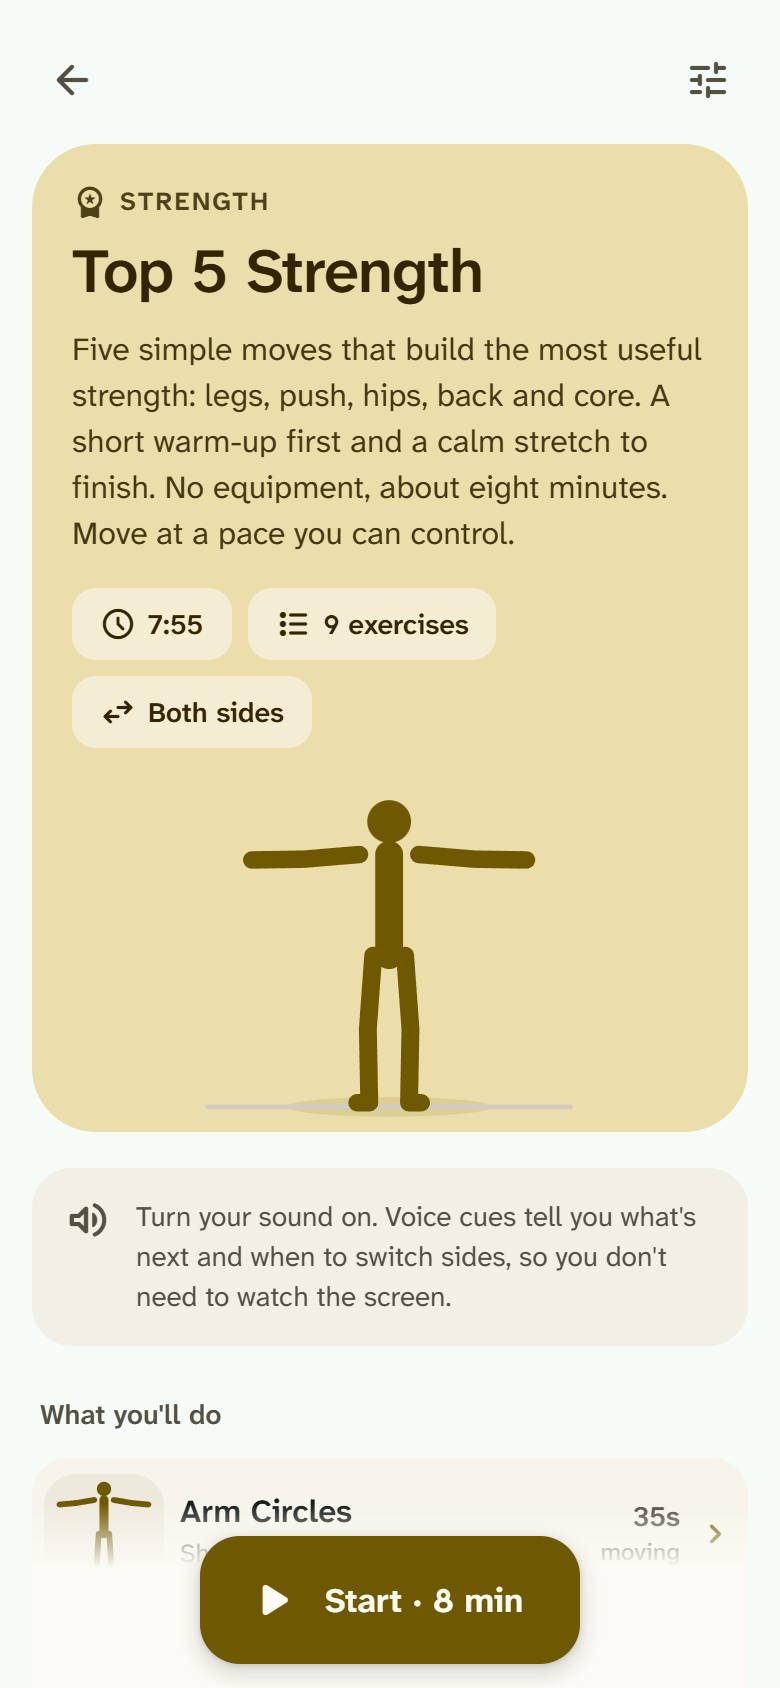 STRENGTH
Top 5 Strength
Five simple moves that build the most useful
strength: legs, push, hips, back and core. A
short warm-up first and a calm stretch to
finish. No equipment, about eight minutes.
Move at a pace you can control.
7:55
9 exercises
Both sides
Turn your sound on. Voice cues tell you what's
next and when to switch sides, so you don't
need to watch the screen.
What you'll do
Arm Circles
35s
moving
Start · 8 min